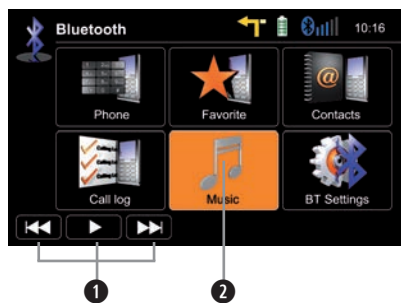 Bluetooth 10:16
Phone Favorite Contacts
Call log Music BT Settings
1 2